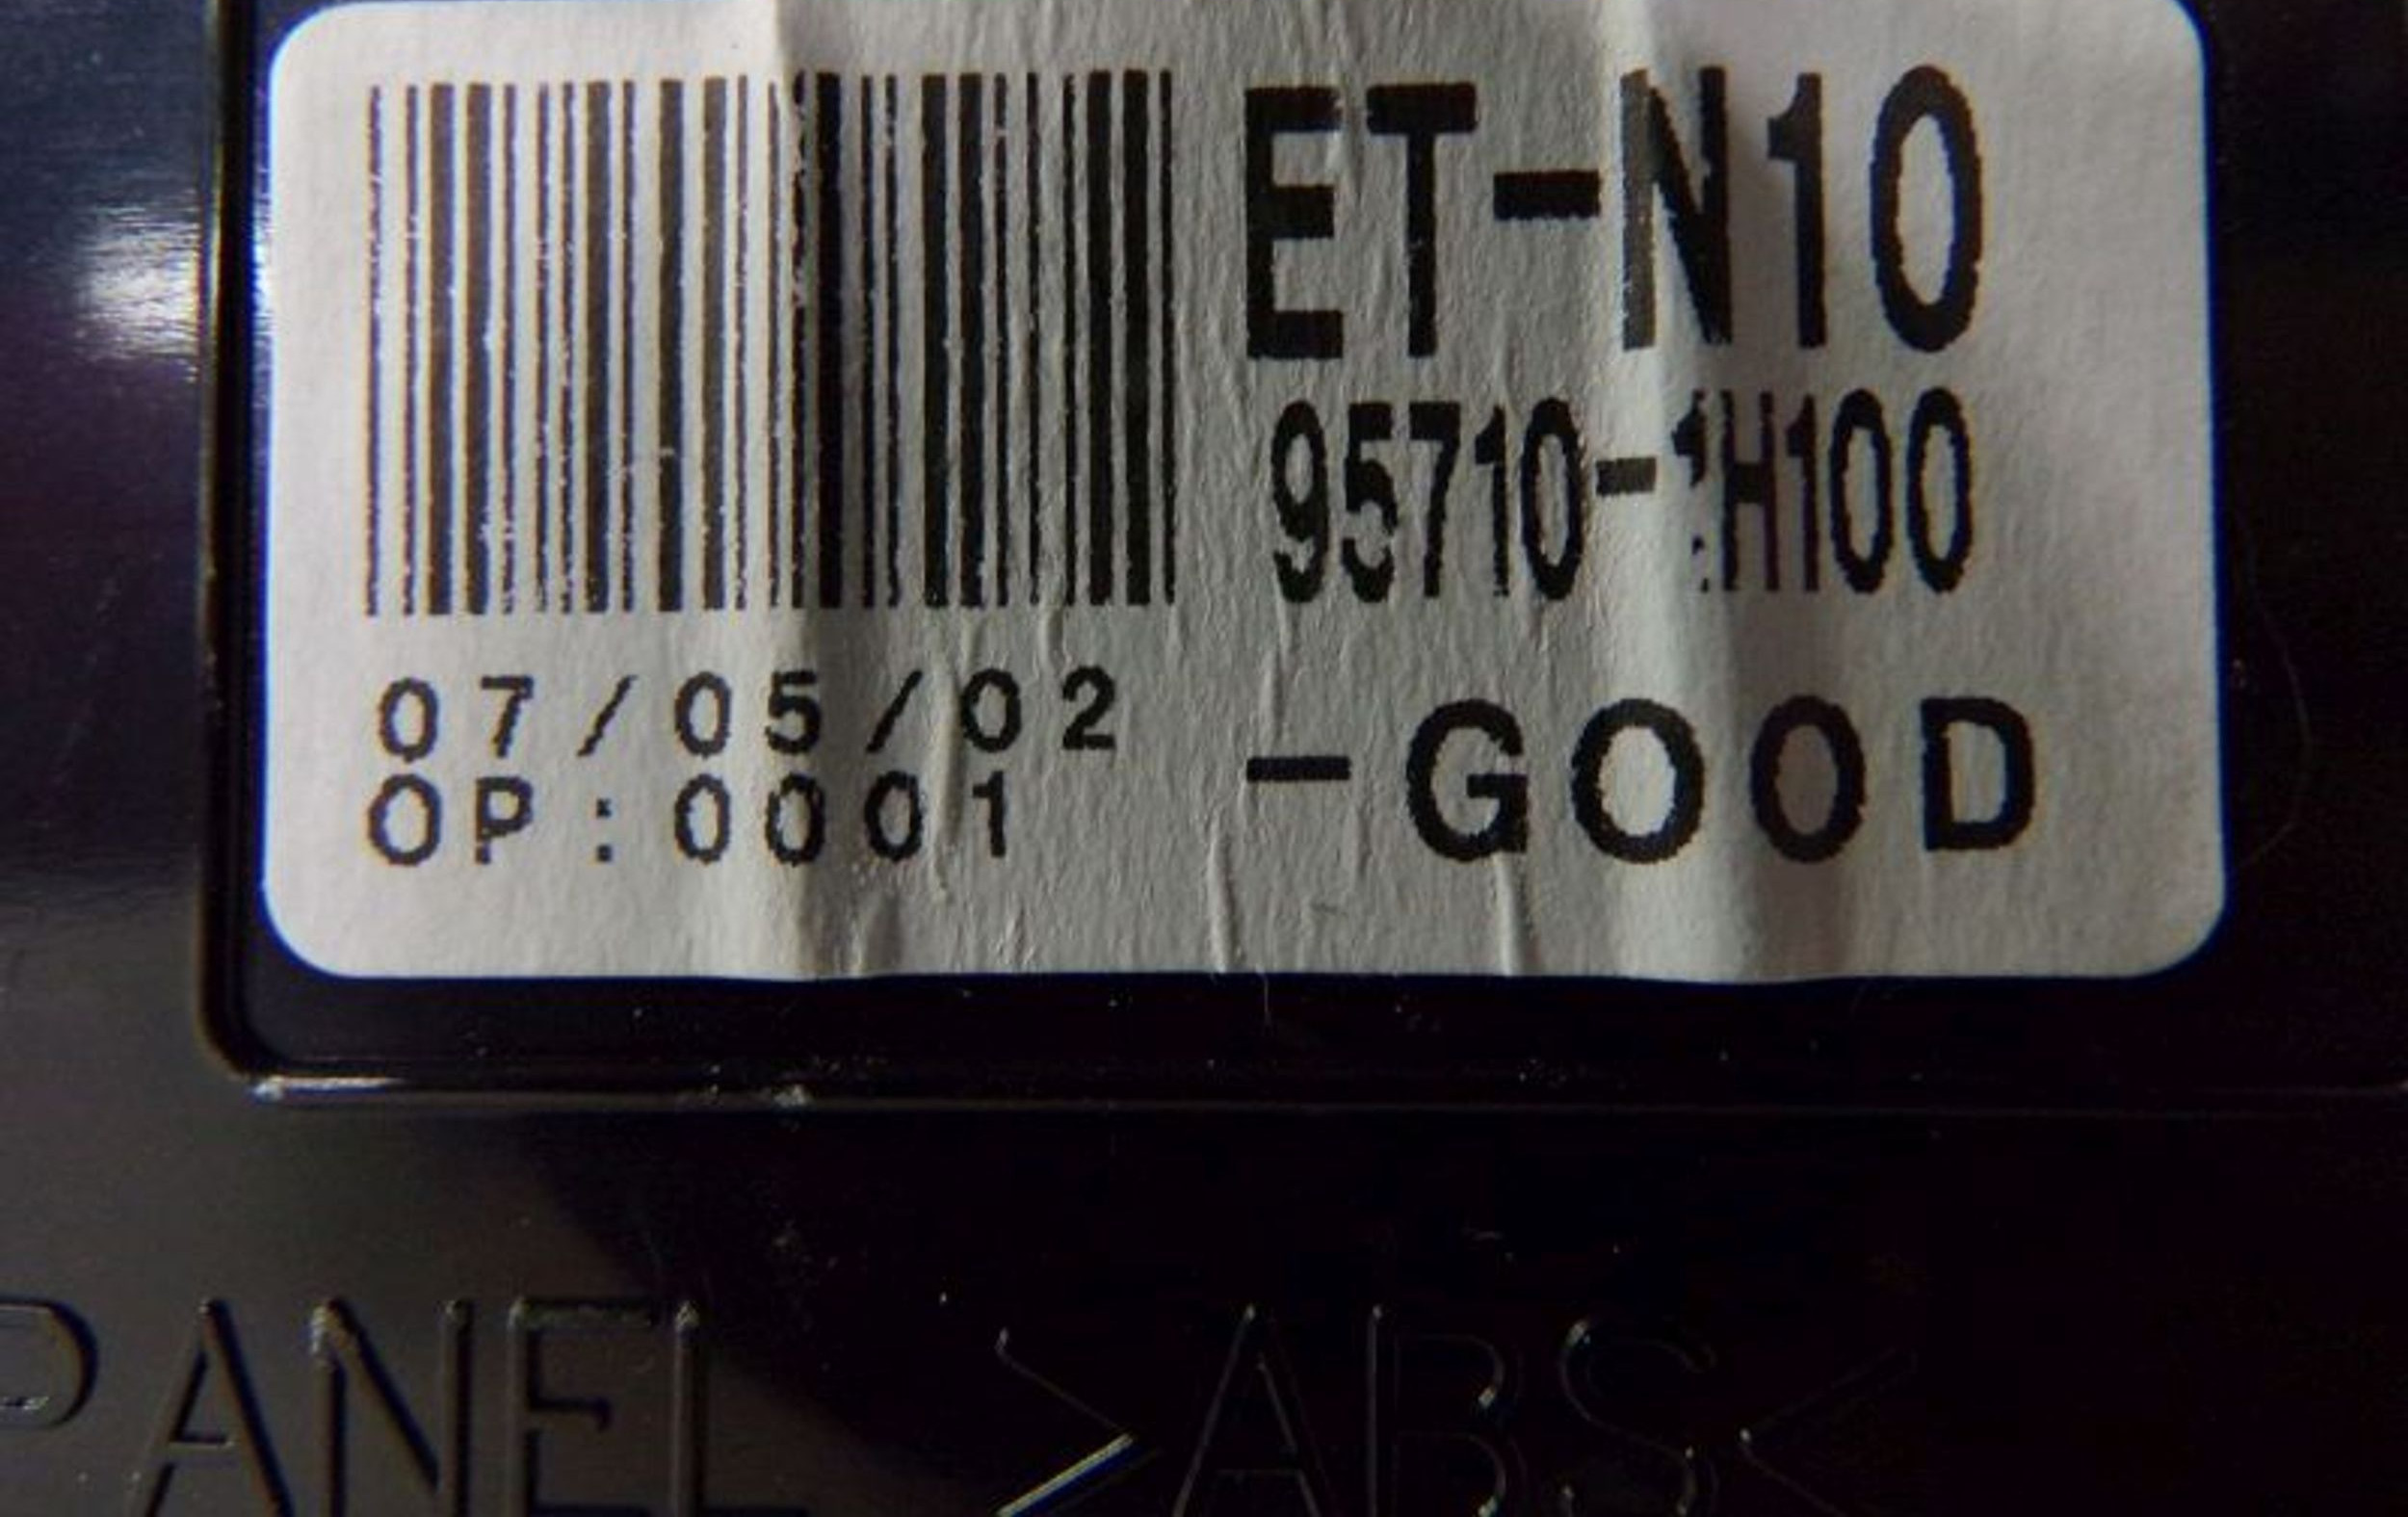 ET-N10
95710-1H100
07/05/02
OP:0001
-GOOD
PANEL >ABS<